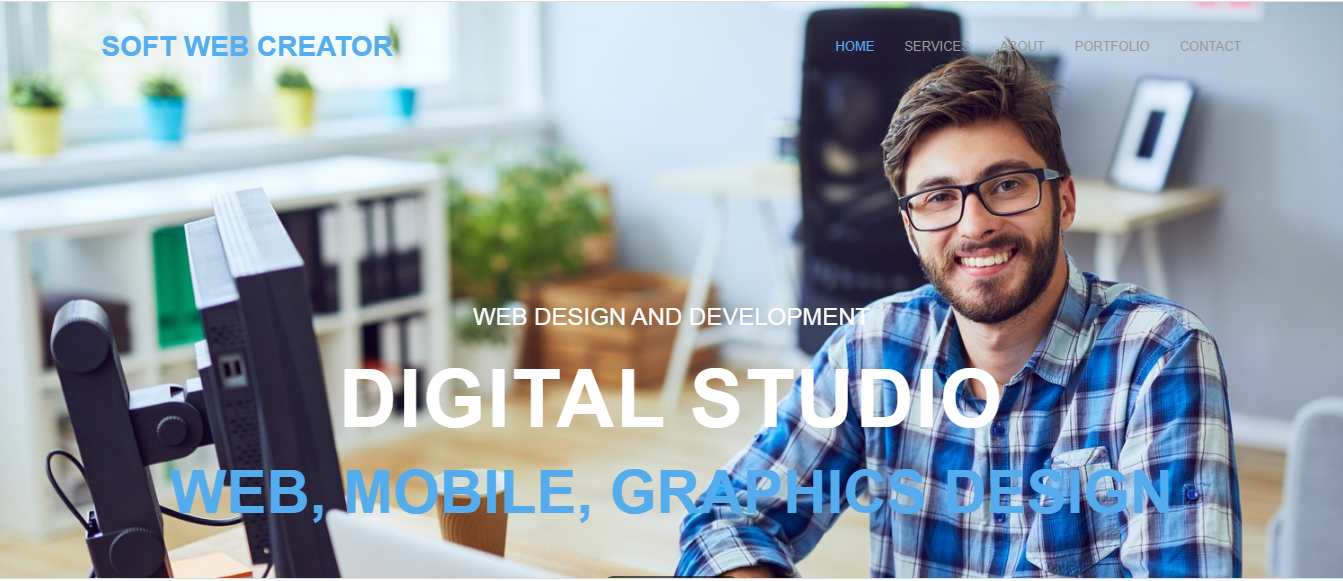 SOFT WEB CREATOR
HOME SERVICES ABOUT PORTFOLIO CONTACT
WEB DESIGN AND DEVELOPMENT
DIGITAL STUDIO
WEB, MOBILE, GRAPHICS DESIGN